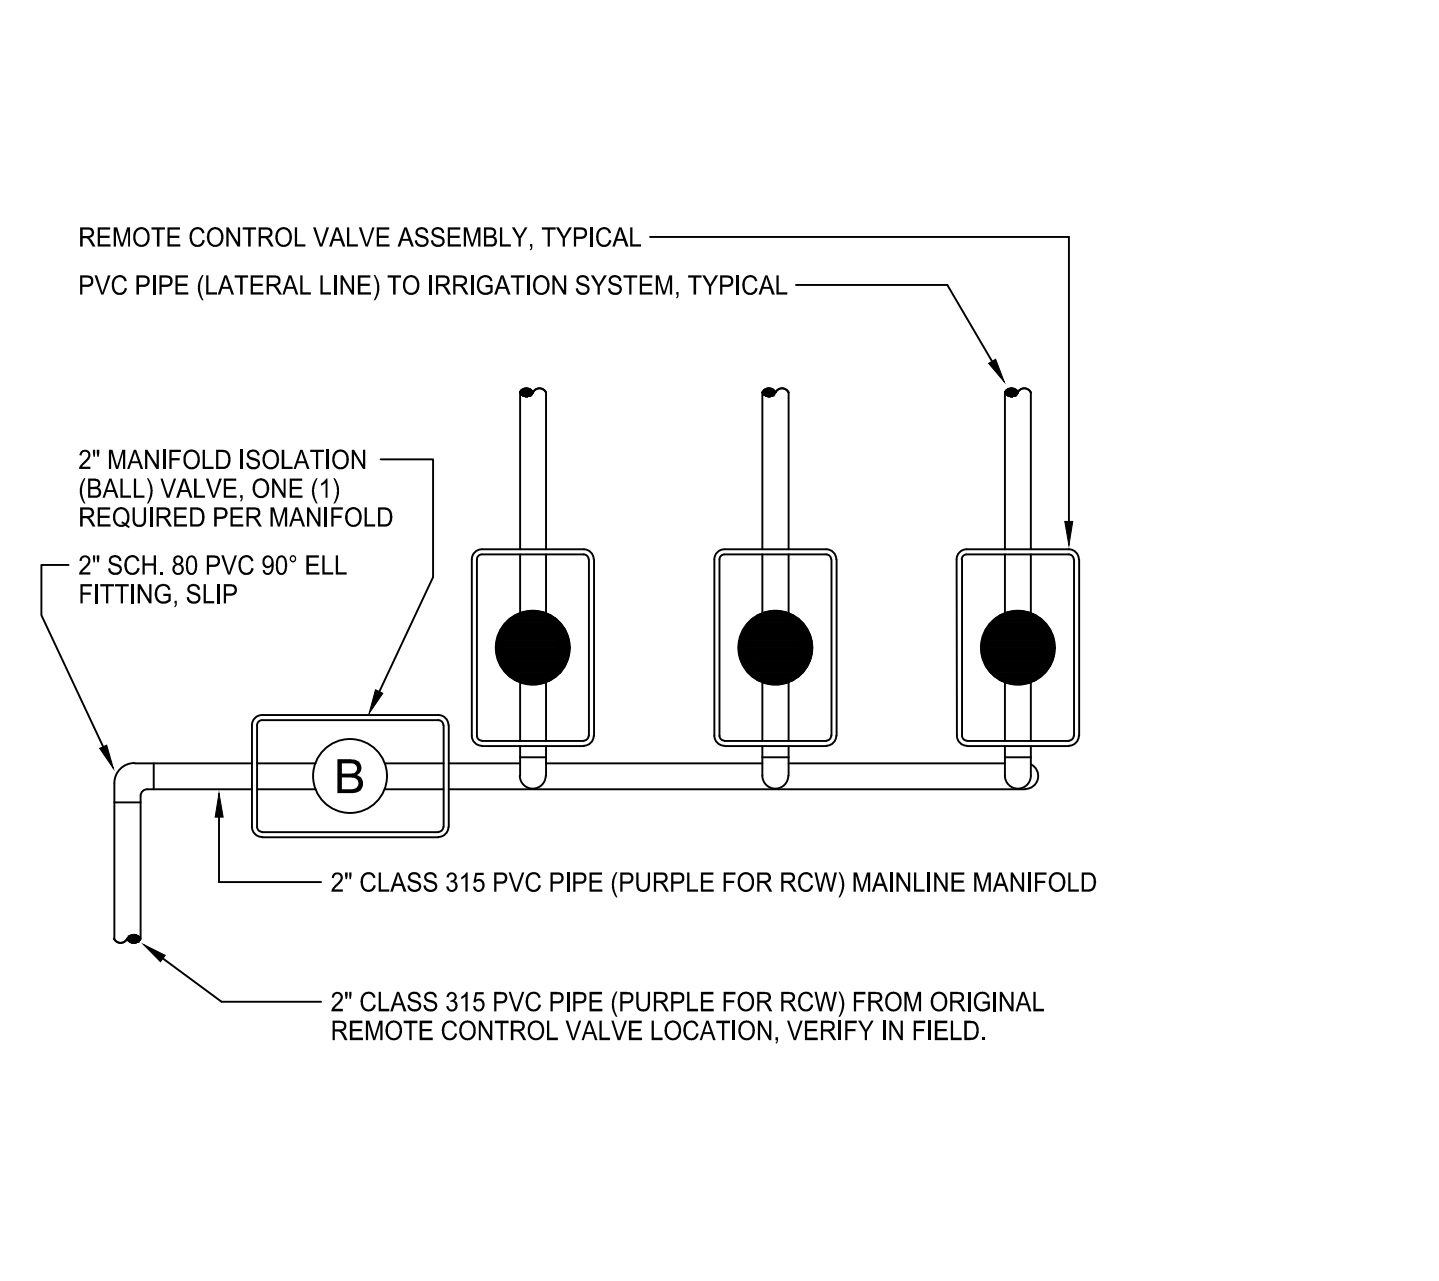 REMOTE CONTROL VALVE ASSEMBLY, TYPICAL
PVC PIPE (LATERAL LINE) TO IRRIGATION SYSTEM, TYPICAL
2" MANIFOLD ISOLATION
(BALL) VALVE, ONE (1)
REQUIRED PER MANIFOLD
2" SCH. 80 PVC 90° ELL
FITTING, SLIP
B
2" CLASS 315 PVC PIPE (PURPLE FOR RCW) MAINLINE MANIFOLD
2" CLASS 315 PVC PIPE (PURPLE FOR RCW) FROM ORIGINAL
REMOTE CONTROL VALVE LOCATION, VERIFY IN FIELD.